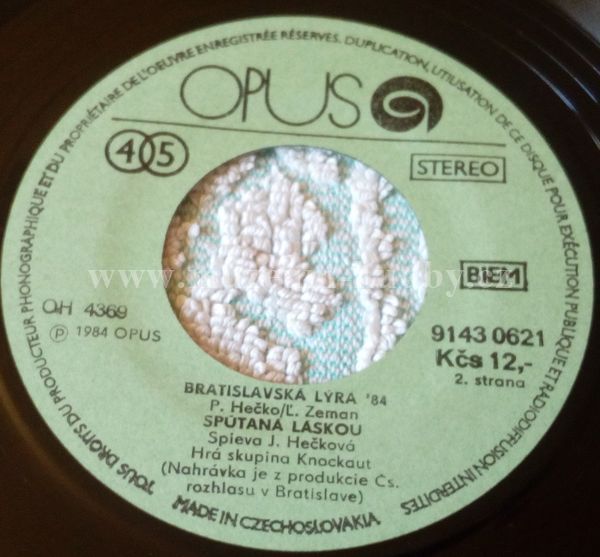 TOUS DROITS DU PRODUCTEUR PHONOGRAPHIQUE ET DU PROPRIÉTAIRE DE L'OEUVRE ENREGISTRÉE RÉSERVÉS. DUPLICATION, UTILISATION DE CE DISQUE POUR EXÉCUTION PUBLIQUE ET RADIODIFFUSION INTERDITES
OPUS
45
STEREO
BIEM
OH 4369
Ⓟ 1984 OPUS
9143 0621
Kčs 12,-
2. strana
BRATISLAVSKÁ LÝRA '84
P. Hečko/Ľ. Zeman
SPÚTANÁ LÁSKOU
Spieva J. Hečková
Hrá skupina Knockaut
(Nahrávka je z produkcie Čs.
rozhlasu v Bratislave)
MADE IN CZECHOSLOVAKIA